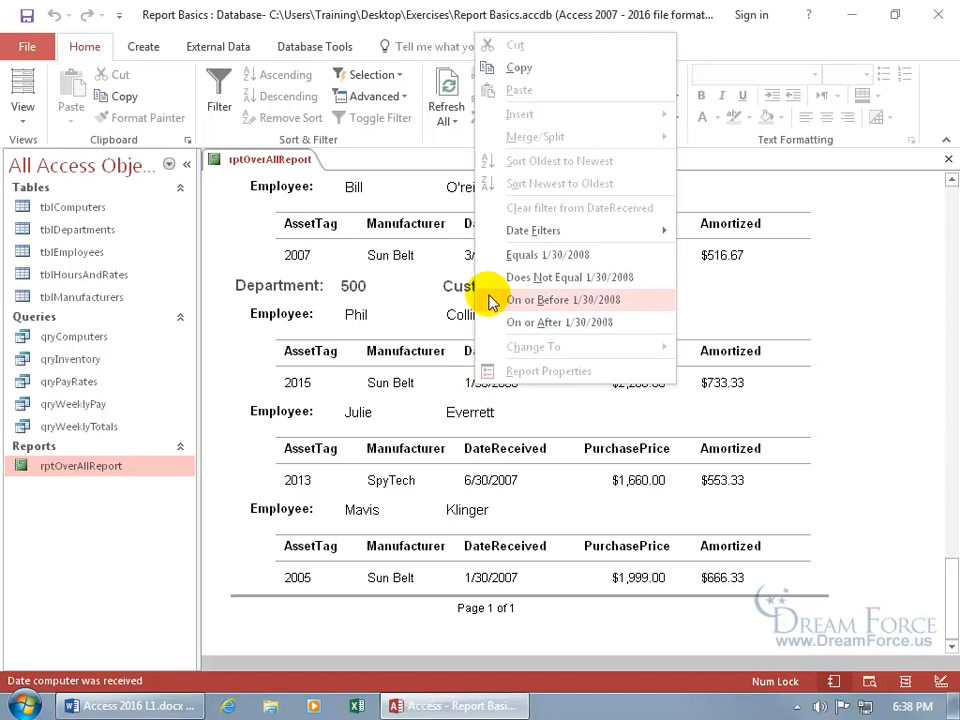 Report Basics : Database- C:\Users\Training\Desktop\Exercises\Report Basics.accdb (Access 2007 - 2016 file format...
Sign in
?
File
Home
Create
External Data
Database Tools
Tell me what yo
View
Views
Paste
Cut
Copy
Format Painter
Clipboard
Filter
Ascending
Descending
Remove Sort
Selection
Advanced
Toggle Filter
Sort & Filter
Refresh
All
B I U
A
Text Formatting
Cut
Copy
Paste
Insert
Merge/Split
Sort Oldest to Newest
Sort Newest to Oldest
Clear filter from DateReceived
Date Filters
Equals 1/30/2008
Does Not Equal 1/30/2008
On or Before 1/30/2008
On or After 1/30/2008
Change To
Report Properties
All Access Obje...
Tables
tblComputers
tblDepartments
tblEmployees
tblHoursAndRates
tblManufacturers
Queries
qryComputers
qryInventory
qryPayRates
qryWeeklyPay
qryWeeklyTotals
Reports
rptOverAllReport
rptOverAllReport
Employee: Bill O'rei
AssetTag Manufacturer Da Amortized
2007 Sun Belt 3/ $516.67
Department: 500 Cust
Employee: Phil Collin
AssetTag Manufacturer Da Amortized
2015 Sun Belt 1/30/2008 $2,200.00 $733.33
Employee: Julie Everrett
AssetTag Manufacturer DateReceived PurchasePrice Amortized
2013 SpyTech 6/30/2007 $1,660.00 $553.33
Employee: Mavis Klinger
AssetTag Manufacturer DateReceived PurchasePrice Amortized
2005 Sun Belt 1/30/2007 $1,999.00 $666.33
Page 1 of 1
DREAM FORCE
www.DreamForce.us
Date computer was received
Num Lock
Access 2016 L1.docx ...
Access - Report Basi...
6:38 PM